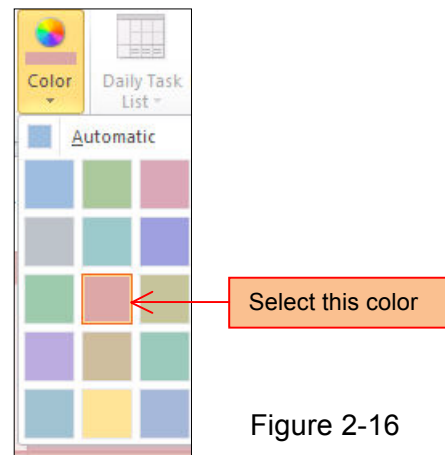 Color
Daily Task
List
Automatic
Select this color
Figure 2-16